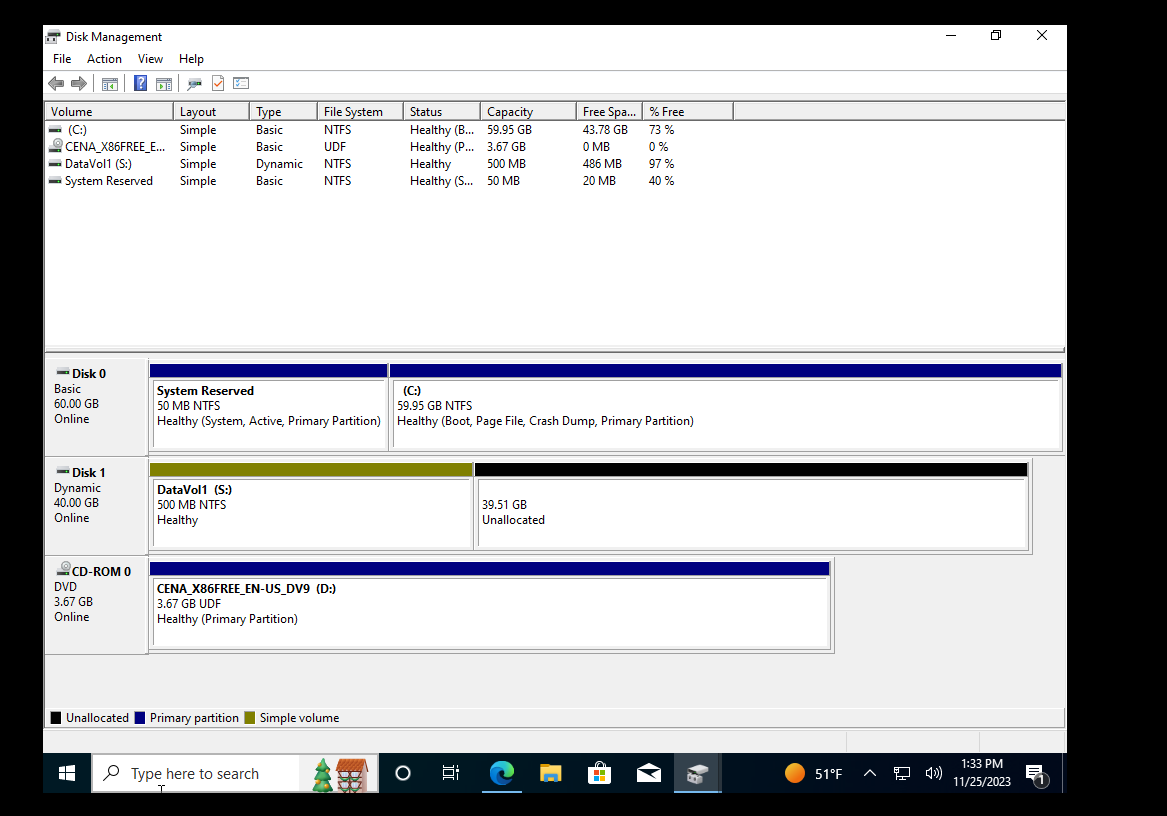 Disk Management
File Action View Help
Volume Layout Type File System Status Capacity Free Spa... % Free
(C:) Simple Basic NTFS Healthy (B... 59.95 GB 43.78 GB 73 %
CENA_X86FREE_E... Simple Basic UDF Healthy (P... 3.67 GB 0 MB 0 %
DataVol1 (S:) Simple Dynamic NTFS Healthy 500 MB 486 MB 97 %
System Reserved Simple Basic NTFS Healthy (S... 50 MB 20 MB 40 %
Disk 0
Basic
60.00 GB
Online
System Reserved
50 MB NTFS
Healthy (System, Active, Primary Partition)
(C:)
59.95 GB NTFS
Healthy (Boot, Page File, Crash Dump, Primary Partition)
Disk 1
Dynamic
40.00 GB
Online
DataVol1 (S:)
500 MB NTFS
Healthy
39.51 GB
Unallocated
CD-ROM 0
DVD
3.67 GB
Online
CENA_X86FREE_EN-US_DV9 (D:)
3.67 GB UDF
Healthy (Primary Partition)
Unallocated Primary partition Simple volume
Type here to search
51°F
1:33 PM
11/25/2023
1